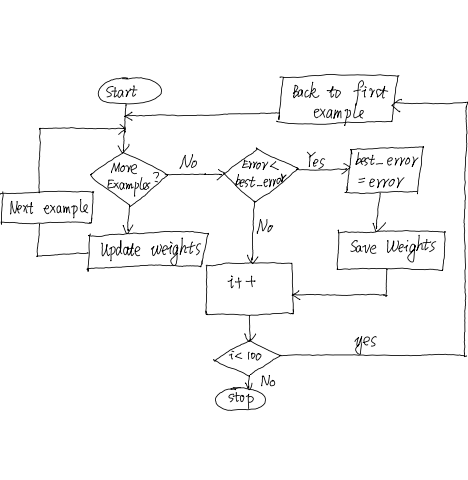 Start
Back to first
example
More
Examples?
No
Error<
best_error
Yes
best_error
=error
Next example
Update weights
No
Save Weights
i++
i<100
yes
No
stop